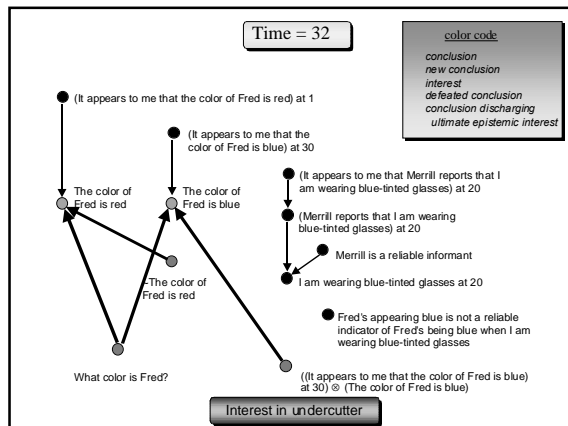 Time = 32
color code
conclusion
new conclusion
interest
defeated conclusion
conclusion discharging
ultimate epistemic interest
(It appears to me that the color of Fred is red) at 1
(It appears to me that the
color of Fred is blue) at 30
(It appears to me that Merrill reports that I
am wearing blue-tinted glasses) at 20
The color of
Fred is red
The color of
Fred is blue
(Merrill reports that I am wearing
blue-tinted glasses) at 20
Merrill is a reliable informant
~The color of
Fred is red
I am wearing blue-tinted glasses at 20
Fred's appearing blue is not a reliable
indicator of Fred's being blue when I am
wearing blue-tinted glasses
What color is Fred?
((It appears to me that the color of Fred is blue)
at 30) ⊗ (The color of Fred is blue)
Interest in undercutter